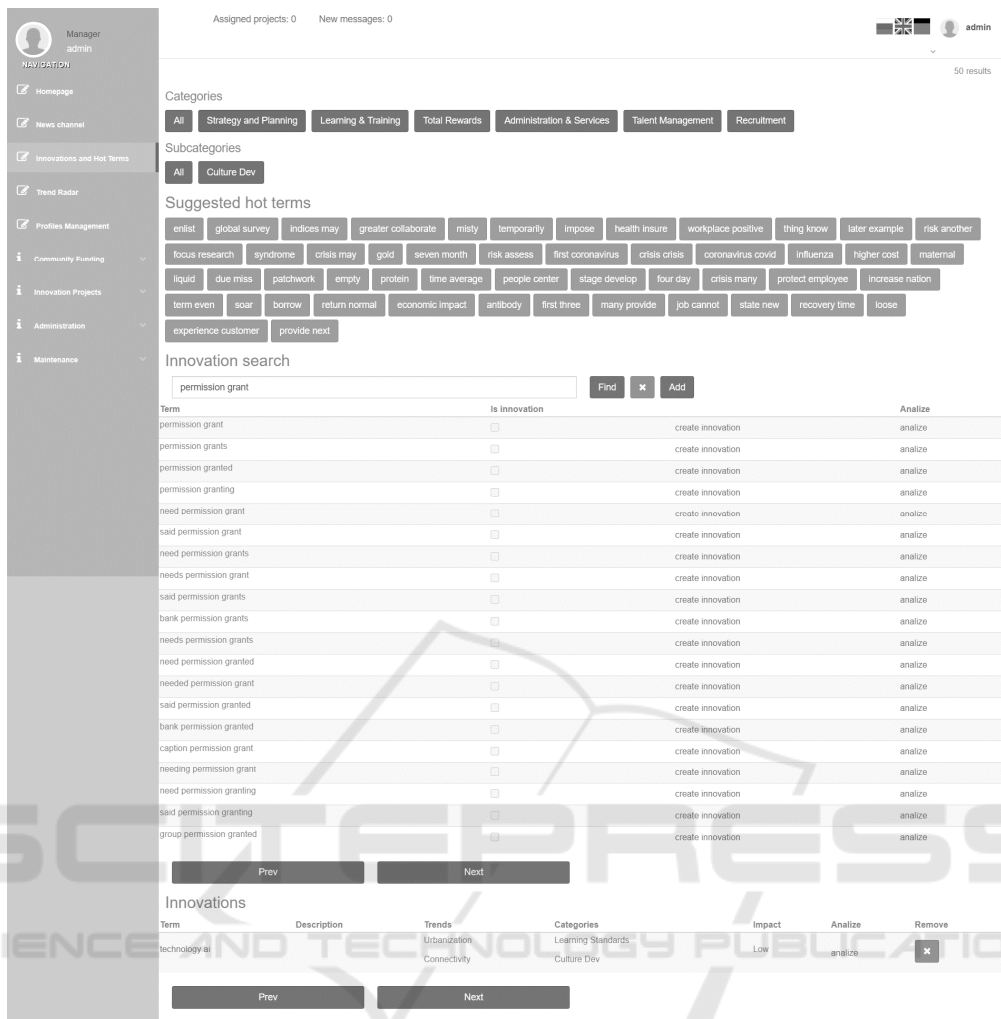 Manager
admin
NAVIGATION
Homepage
News channel
Innovations and Hot Terms
Trend Radar
Profiles Management
Community Funding
Innovation Projects
Administration
Maintenance
Assigned projects: 0 New messages: 0
admin
50 results
Categories
All Strategy and Planning Learning & Training Total Rewards Administration & Services Talent Management Recruitment
Subcategories
All Culture Dev
Suggested hot terms
enlist global survey indices may greater collaborate misty temporarily impose health insure workplace positive thing know later example risk another
focus research syndrome crisis may gold seven month risk assess first coronavirus crisis crisis coronavirus covid influenza higher cost maternal
liquid due miss patchwork empty protein time average people center stage develop four day crisis many protect employee increase nation
term even soar borrow return normal economic impact antibody first three many provide job cannot state new recovery time loose
experience customer provide next
Innovation search
permission grant Find × Add
Term Is innovation Analize
permission grant create innovation analize
permission grants create innovation analize
permission granted create innovation analize
permission granting create innovation analize
need permission grant create innovation analize
said permission grant create innovation analize
need permission grants create innovation analize
needs permission grant create innovation analize
said permission grants create innovation analize
bank permission grants create innovation analize
needs permission grants create innovation analize
need permission granted create innovation analize
needed permission grant create innovation analize
said permission granted create innovation analize
bank permission granted create innovation analize
caption permission grant create innovation analize
needing permission grant create innovation analize
need permission granting create innovation analize
said permission granting create innovation analize
group permission granted create innovation analize
Prev Next
Innovations
Term Description Trends Categories Impact Analize Remove
technology ai Urbanization Learning Standards Low analize ×
Connectivity Culture Dev
Prev Next
SCITEPRESS
IENCE AND TECHNOLOGY PUBLICATIO